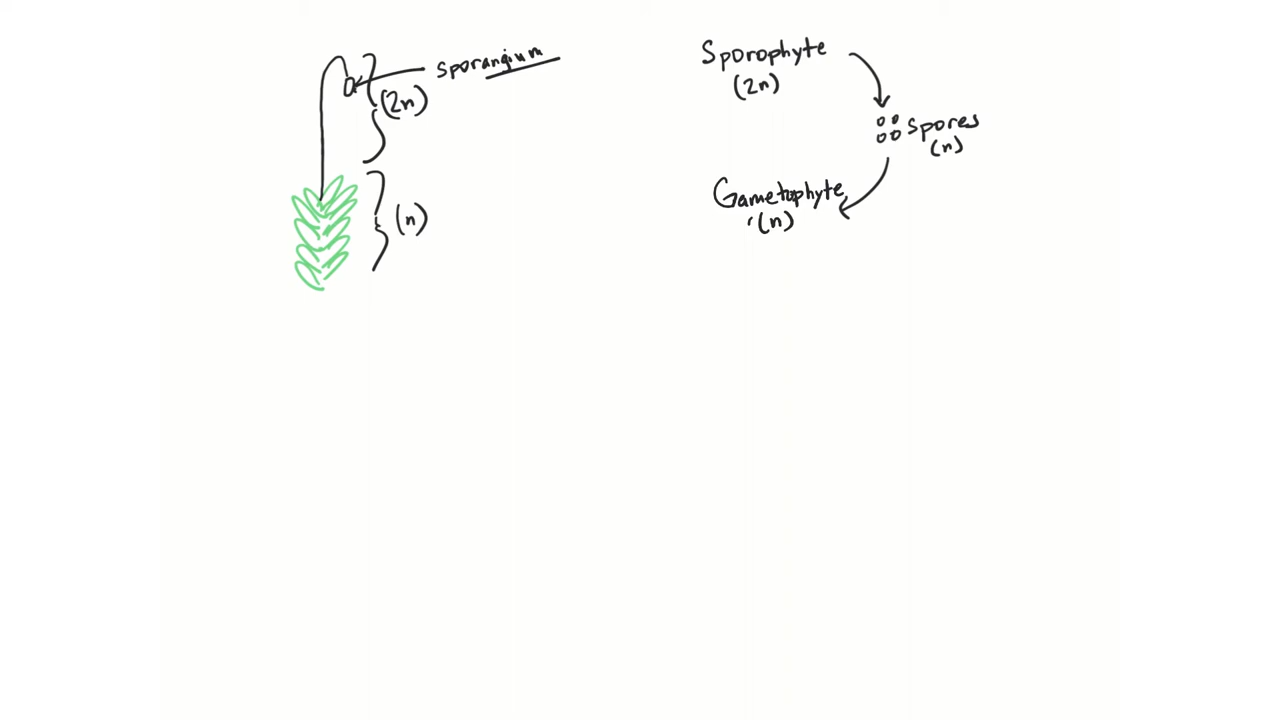 sporangium
(2n)
(n)
Sporophyte
(2n)
spores
(n)
Gametophyte
(n)